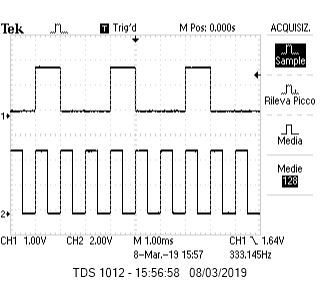 Tek T Trig'd M Pos: 0.000s ACQUISIZ.
Sample
Rileva Picco
Media
Medie
128
1
2
CH1 1.00V CH2 2.00V M 1.00ms CH1 1.64V
8-Mar.-19 15:57 333.145Hz
TDS 1012 - 15:56:58 08/03/2019